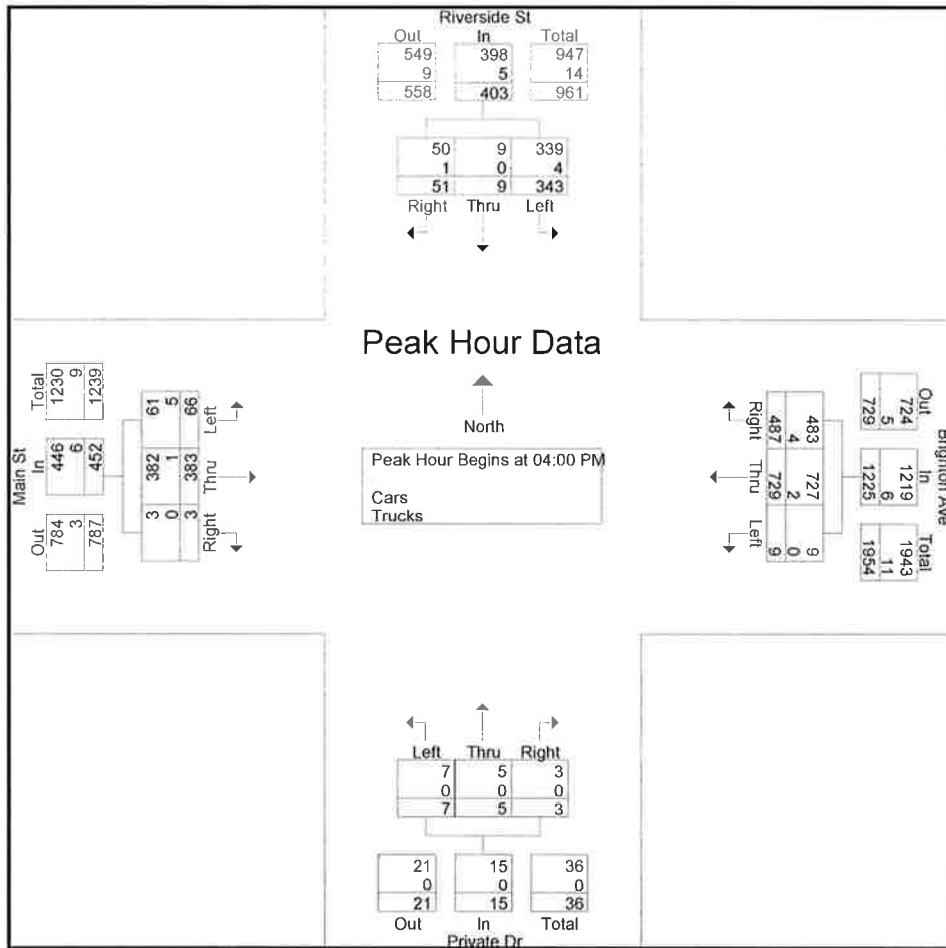 Riverside St
Out In Total
549 398 947
9 5 14
558 403 961
50 9 339
1 0 4
51 9 343
Right Thru Left
Peak Hour Data
North
Peak Hour Begins at 04:00 PM
Cars
Trucks
Main St
Total In Out
1230 446 784
9 6 3
1239 452 787
61 382 3
5 1 0
66 383 3
Left Thru Right
Right Thru Left
487 729 9
4 2 0
483 727 9
729 1225 1954
5 6 11
724 1219 1943
Out In Total
Brighton Ave
Left Thru Right
7 5 3
0 0 0
7 5 3
21 15 36
0 0 0
21 15 36
Out In Total
Private Dr